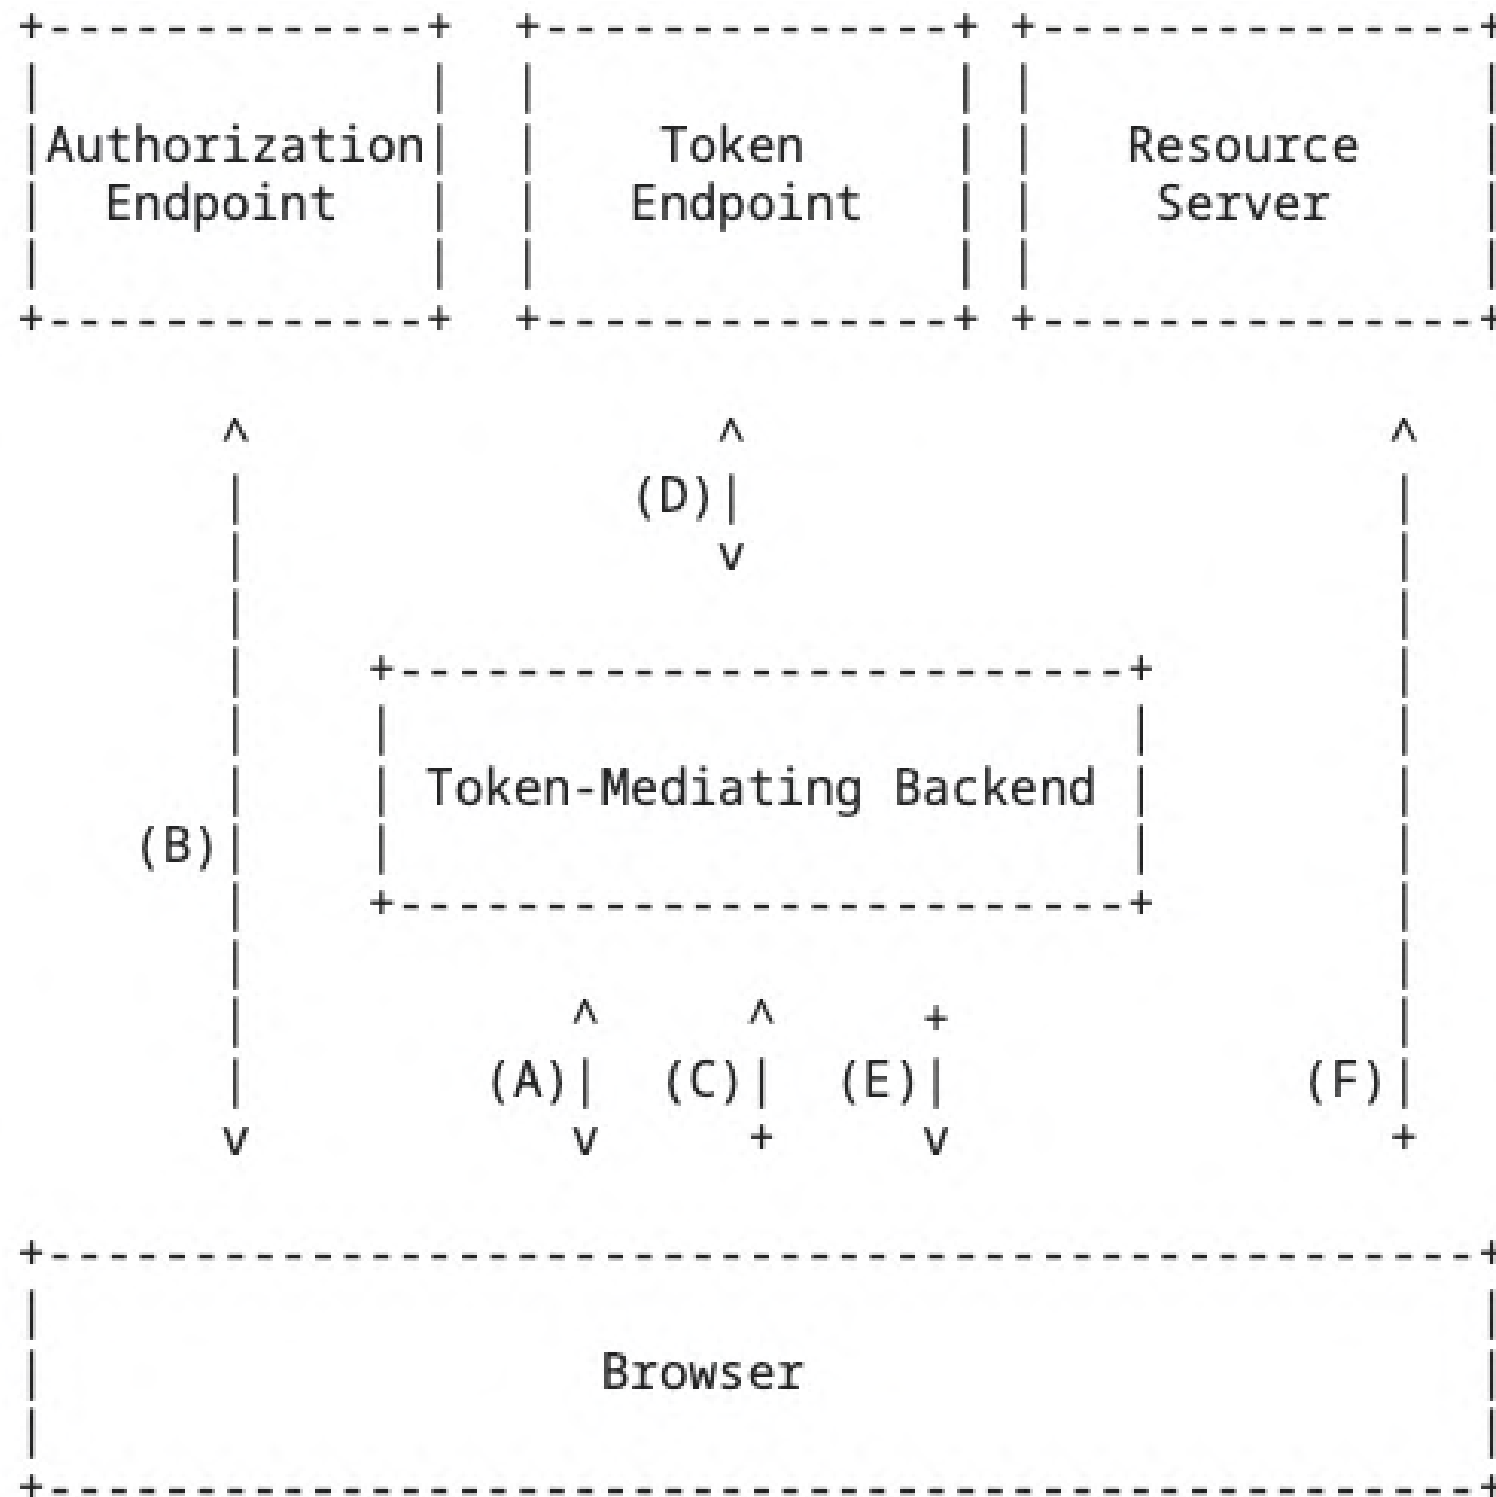 Authorization Token Resource
Endpoint Endpoint Server
(D)
Token-Mediating Backend
(B)
(A) (C) (E) (F)
Browser